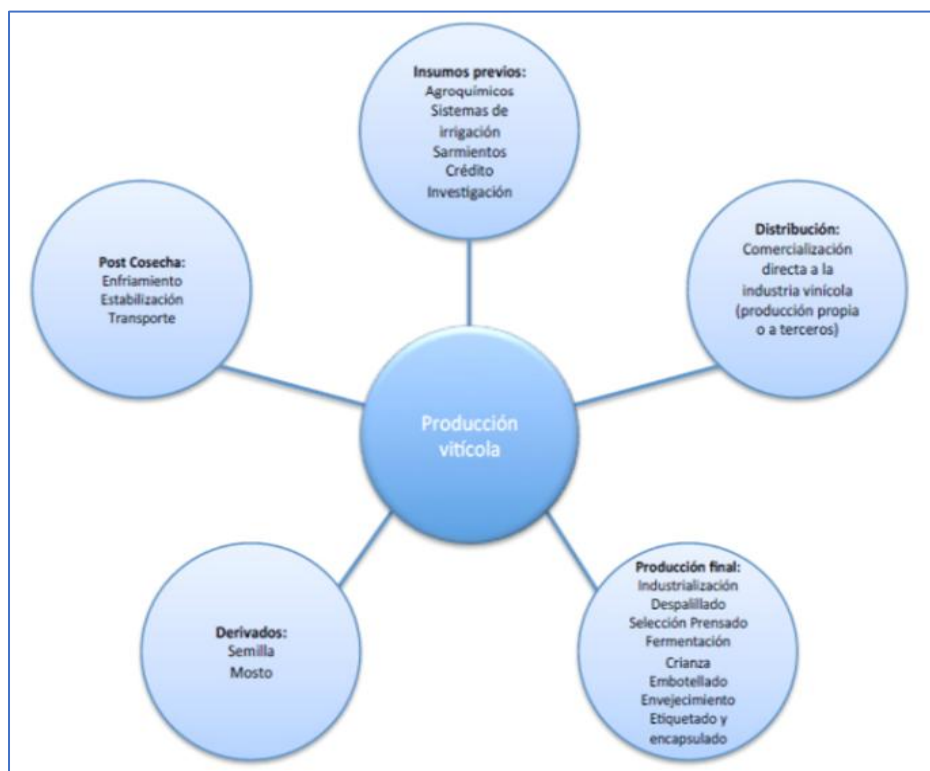 Insumos previos:
Agroquímicos
Sistemas de
irrigación
Sarmientos
Crédito
Investigación
Distribución:
Comercialización
directa a la
industria vinícola
(producción propia
o a terceros)
Producción final:
Industrialización
Despalillado
Selección Prensado
Fermentación
Crianza
Embotellado
Envejecimiento
Etiquetado y
encapsulado
Derivados:
Semilla
Mosto
Post Cosecha:
Enfriamiento
Estabilización
Transporte
Producción
vitícola